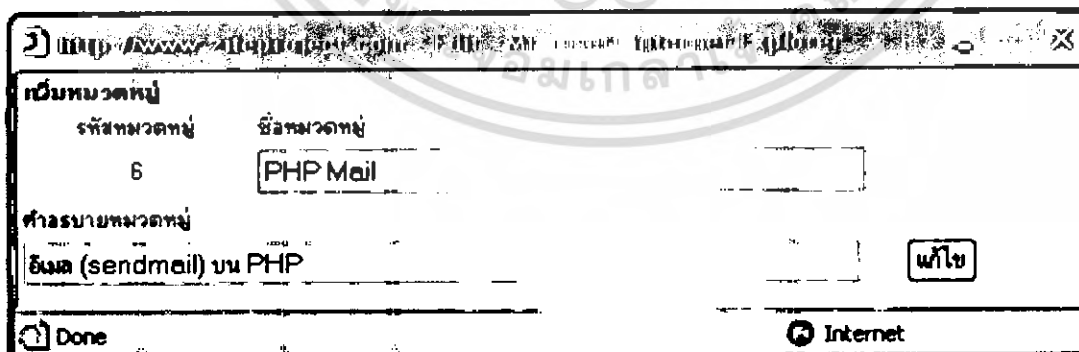 เพิ่มหมวดหมู่
รหัสหมวดหมู่ ชื่อหมวดหมู่
6 PHP Mail
คำอธิบายหมวดหมู่
อีเมล (sendmail) บน PHP แก้ไข
Done Internet